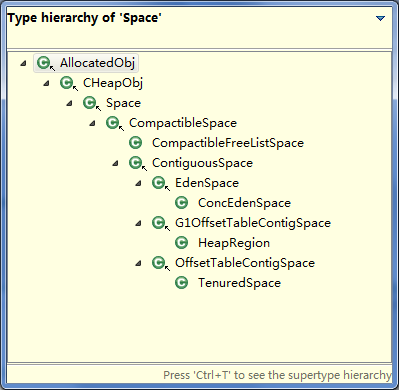 Type hierarchy of 'Space'
AllocatedObj
CHeapObj
Space
CompactibleSpace
CompactibleFreeListSpace
ContiguousSpace
EdenSpace
ConcEdenSpace
G1OffsetTableContigSpace
HeapRegion
OffsetTableContigSpace
TenuredSpace
Press 'Ctrl+T' to see the supertype hierarchy